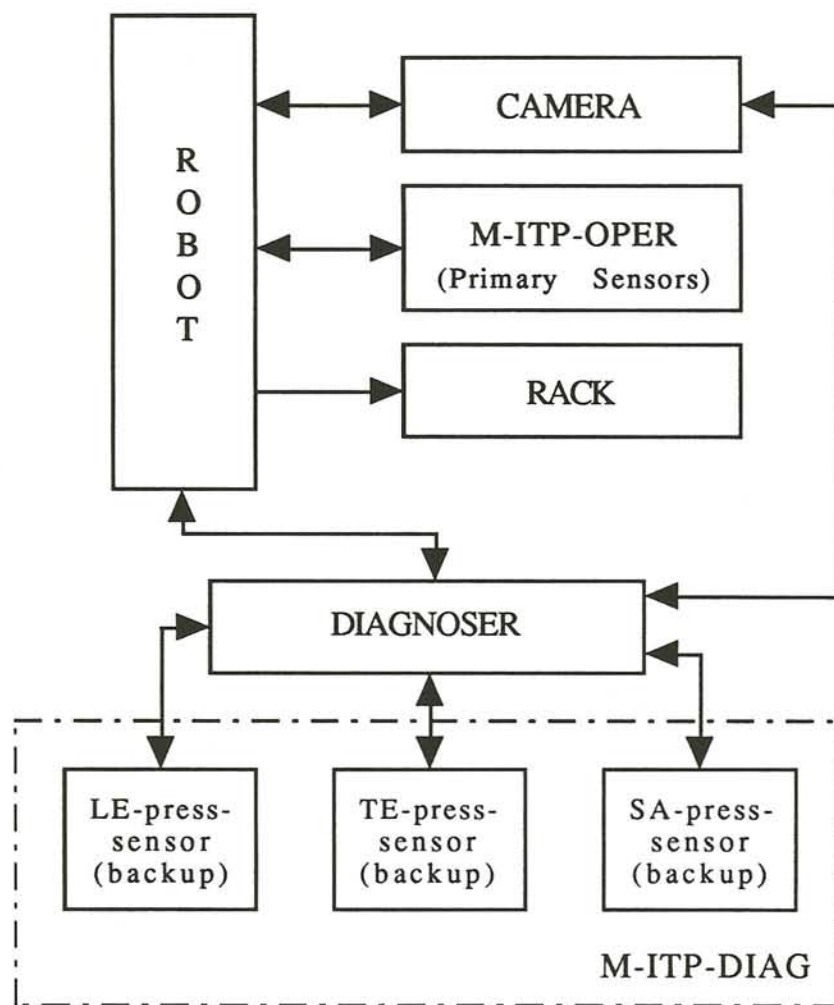 ROBOT
CAMERA
M-ITP-OPER
(Primary Sensors)
RACK
DIAGNOSER
LE-press-
sensor
(backup)
TE-press-
sensor
(backup)
SA-press-
sensor
(backup)
M-ITP-DIAG